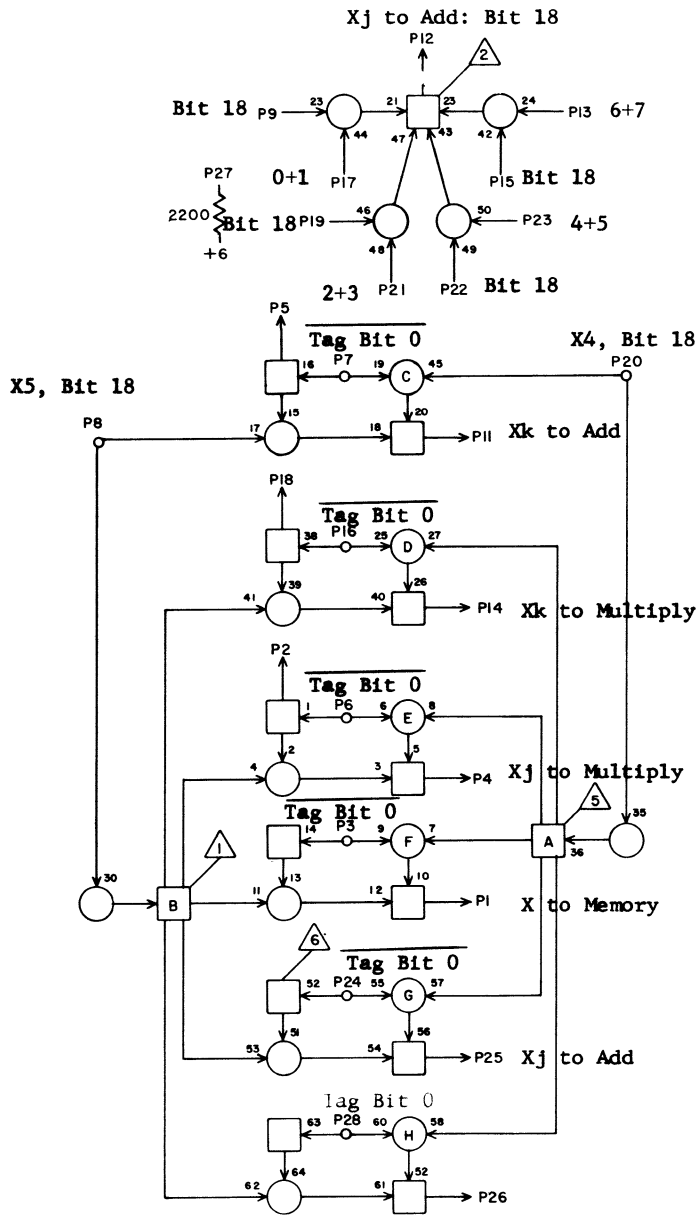 Xj to Add: Bit 18
P12
2
Bit 18 P9 23 21 23 24 P13 6+7
44 47 43 42
P27 0+1 P17 P15 Bit 18
2200 Bit 18 P19 46 50 P23 4+5
+6 48 49
2+3 P21 P22 Bit 18
P5
Tag Bit 0 X4, Bit 18
16 P7 19 C 45 P20
X5, Bit 18
P8 15 20
17 18 P11 Xk to Add
P18
Tag Bit 0
38 P16 25 D 27
39 26
41 40 P14 Xk to Multiply
P2
Tag Bit 0
1 P6 6 E 8
2 5
4 3 P4 Xj to Multiply
Tag Bit 0 5
1 14 P3 9 F 7 A 36 35
30 13 10
B 11 12 P1 X to Memory
6
Tag Bit 0
52 P24 55 G 57
51 56
53 54 P25 Xj to Add
Tag Bit 0
63 P28 60 H 58
64 52
62 61 P26